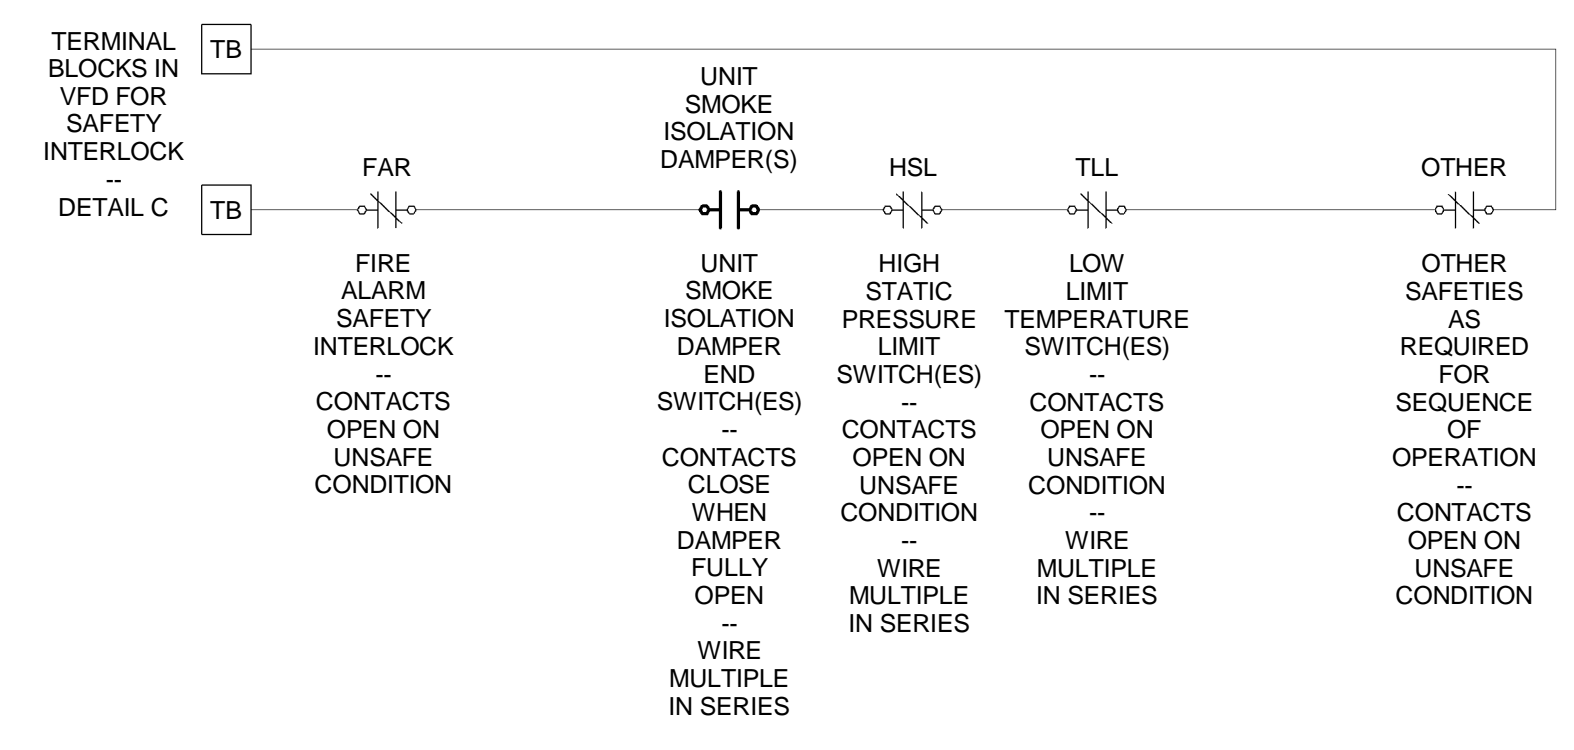 TERMINAL
BLOCKS IN
VFD FOR
SAFETY
INTERLOCK
--
DETAIL C
TB
TB
FAR
FIRE
ALARM
SAFETY
INTERLOCK
--
CONTACTS
OPEN ON
UNSAFE
CONDITION
UNIT
SMOKE
ISOLATION
DAMPER(S)
UNIT
SMOKE
ISOLATION
DAMPER
END
SWITCH(ES)
--
CONTACTS
CLOSE
WHEN
DAMPER
FULLY
OPEN
--
WIRE
MULTIPLE
IN SERIES
HSL
HIGH
STATIC
PRESSURE
LIMIT
SWITCH(ES)
--
CONTACTS
OPEN ON
UNSAFE
CONDITION
--
WIRE
MULTIPLE
IN SERIES
TLL
LOW
LIMIT
TEMPERATURE
SWITCH(ES)
--
CONTACTS
OPEN ON
UNSAFE
CONDITION
--
WIRE
MULTIPLE
IN SERIES
OTHER
OTHER
SAFETIES
AS
REQUIRED
FOR
SEQUENCE
OF
OPERATION
--
CONTACTS
OPEN ON
UNSAFE
CONDITION